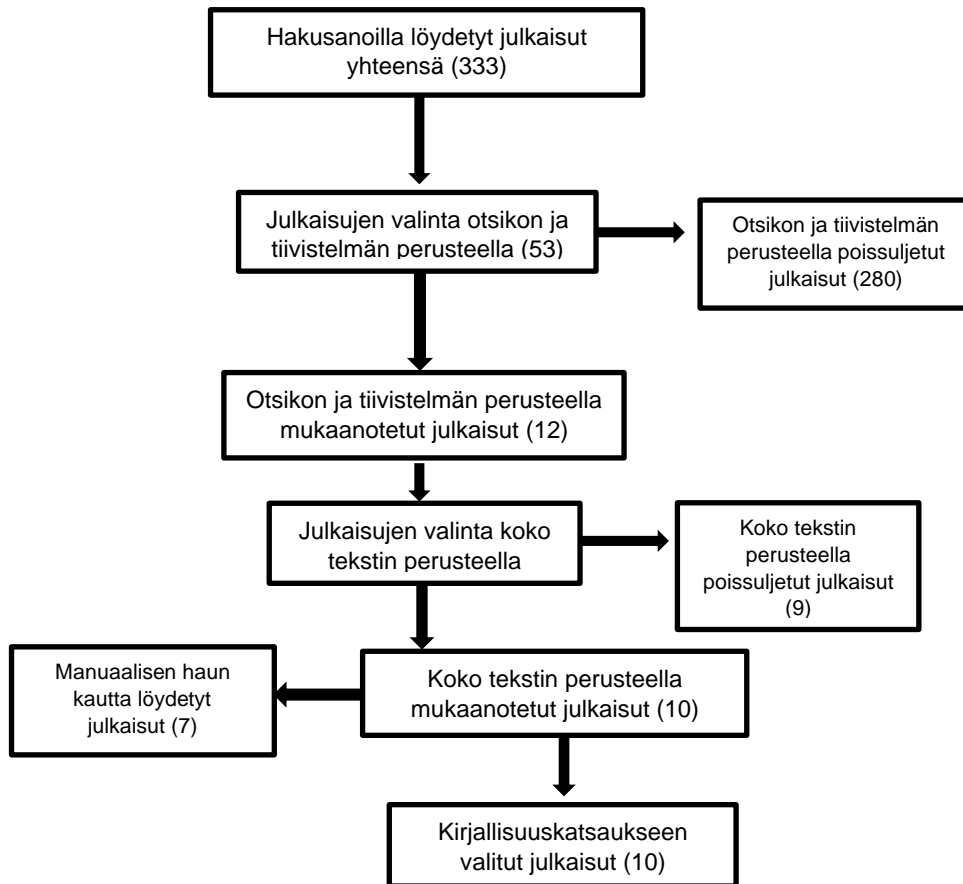 Hakusanoilla löydetyt julkaisut
yhteensä (333)
Julkaisujen valinta otsikon ja
tiivistelmän perusteella (53)
Otsikon ja tiivistelmän
perusteella poissuljetut
julkaisut (280)
Otsikon ja tiivistelmän perusteella
mukaanotetut julkaisut (12)
Julkaisujen valinta koko
tekstin perusteella
Koko tekstin
perusteella
poissuljetut julkaisut
(9)
Manuaalisen haun
kautta löydetyt
julkaisut (7)
Koko tekstin perusteella
mukaanotetut julkaisut (10)
Kirjallisuuskatsaukseen
valitut julkaisut (10)